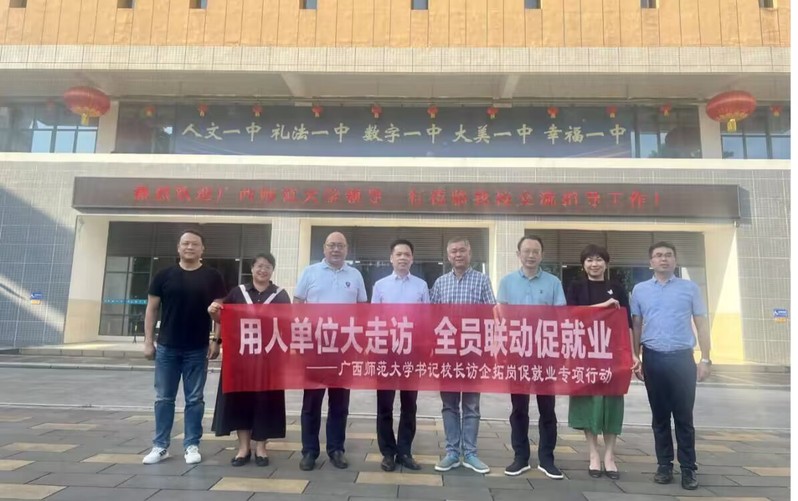 人文一中 礼法一中 数字一中 大美一中 幸福一中
用人单位大走访 全员联动促就业
——广西师范大学书记校长访企拓岗促就业专项行动